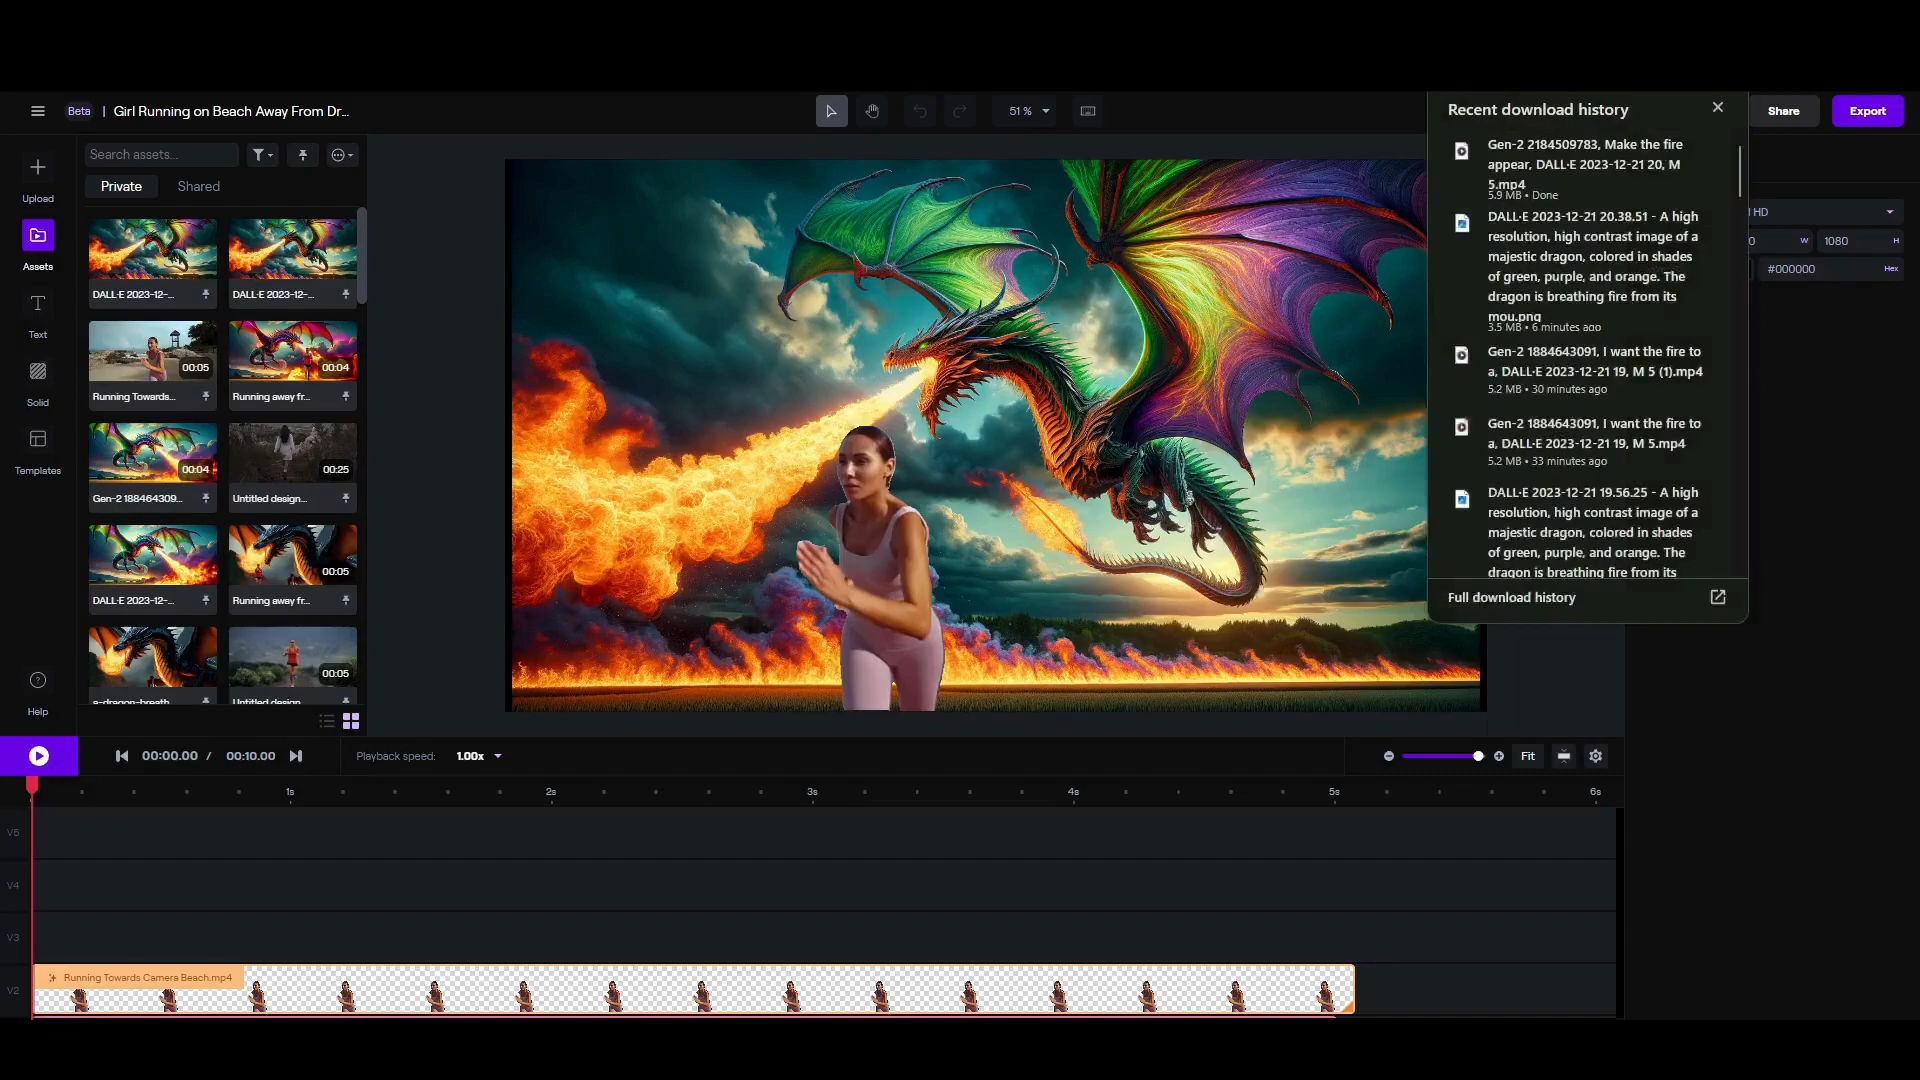 Beta | Girl Running on Beach Away From Dr...
51 %
Share
Export
Upload
Assets
Text
Solid
Templates
Help
Search assets...
Private
Shared
DALL·E 2023-12-...
DALL·E 2023-12-...
00:05
00:04
Running Towards...
Running away fr...
00:04
00:25
Gen-2 188464309...
Untitled design...
00:05
DALL·E 2023-12-...
Running away fr...
00:05
a-dragon-breath
Untitled design
Recent download history
Gen-2 2184509783, Make the fire
appear, DALL·E 2023-12-21 20, M
5.mp4
5.9 MB • Done
DALL·E 2023-12-21 20.38.51 - A high
resolution, high contrast image of a
majestic dragon, colored in shades
of green, purple, and orange. The
dragon is breathing fire from its
mou.png
3.5 MB • 6 minutes ago
Gen-2 1884643091, I want the fire to
a, DALL·E 2023-12-21 19, M 5 (1).mp4
5.2 MB • 30 minutes ago
Gen-2 1884643091, I want the fire to
a, DALL·E 2023-12-21 19, M 5.mp4
5.2 MB • 33 minutes ago
DALL·E 2023-12-21 19.56.25 - A high
resolution, high contrast image of a
majestic dragon, colored in shades
of green, purple, and orange. The
dragon is breathing fire from its
Full download history
HD
0 W 1080 H
#000000 Hex
00:00.00 / 00:10.00
Playback speed: 1.00x
Fit
1s 2s 3s 4s 5s 6s
V5
V4
V3
V2
Running Towards Camera Beach.mp4